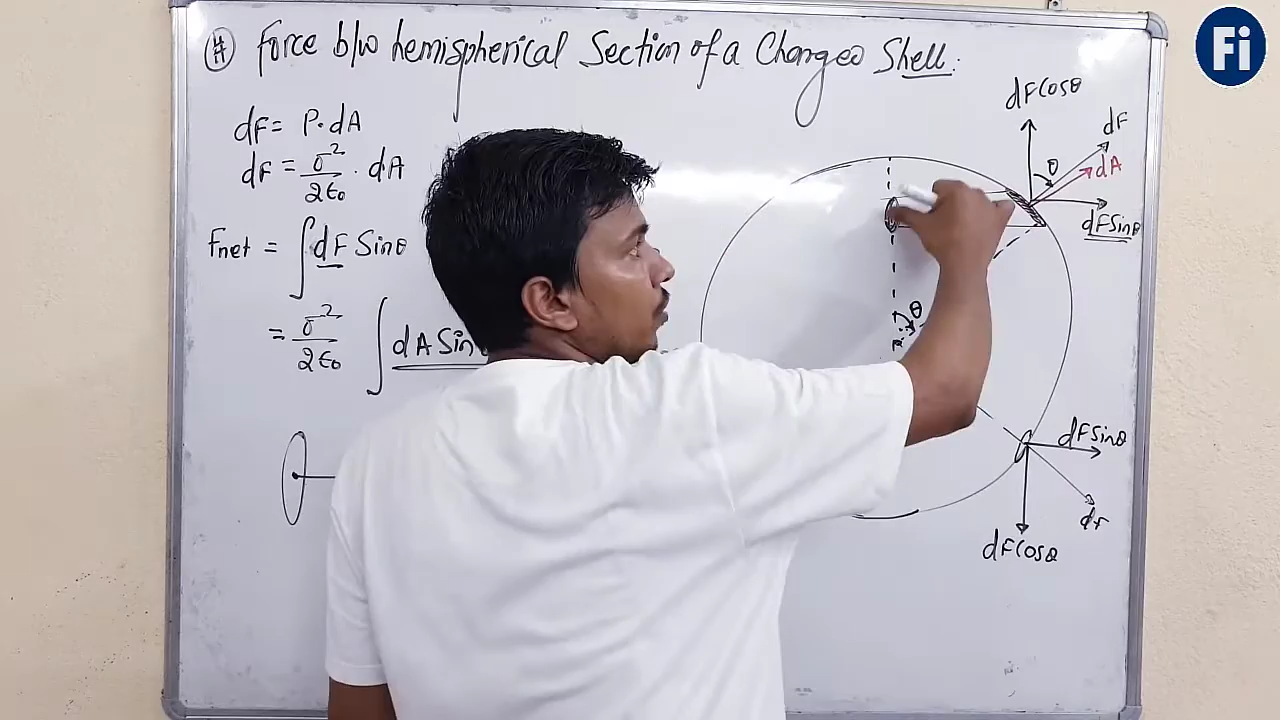 # Force b/w hemispherical Section of a Charged Shell.
dF = P·dA
dF = σ²/2ε₀ · dA
Fnet = ∫dF Sinθ
= σ²/2ε₀ ∫dA Sin
dFCosθ
dF
θ
dA
dFSinθ
θ
dFSinθ
dF
dFCosθ
Fi